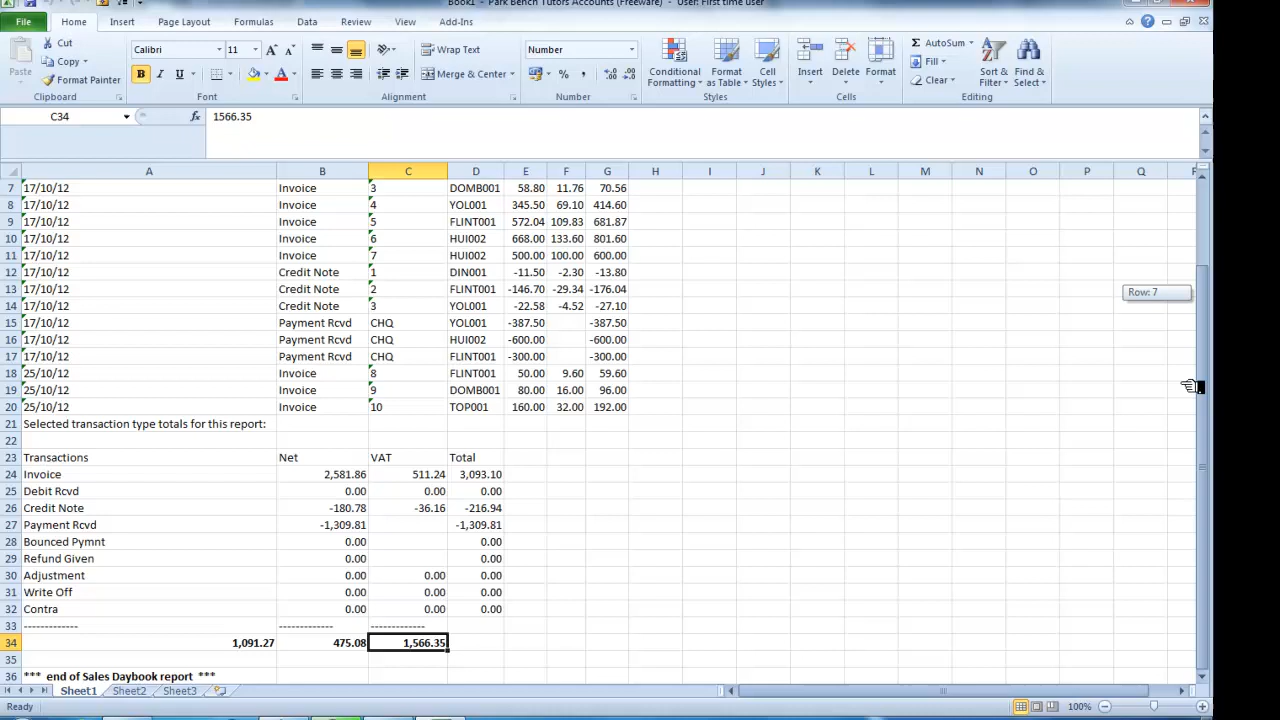 Book1 - Park Bench Tutors Accounts (Freeware) - User: First time user
File Home Insert Page Layout Formulas Data Review View Add-Ins
Cut
Copy
Format Painter
Paste
Clipboard
Calibri 11
B I U
Font
Wrap Text
Merge & Center
Alignment
Number
Number
Conditional Formatting
Format as Table
Cell Styles
Styles
Insert Delete Format
Cells
AutoSum
Fill
Clear
Sort & Filter
Find & Select
Editing
C34 fx 1566.35
A B C D E F G H I J K L M N O P Q
7 17/10/12 Invoice 3 DOMB001 58.80 11.76 70.56
8 17/10/12 Invoice 4 YOL001 345.50 69.10 414.60
9 17/10/12 Invoice 5 FLINT001 572.04 109.83 681.87
10 17/10/12 Invoice 6 HUI002 668.00 133.60 801.60
11 17/10/12 Invoice 7 HUI002 500.00 100.00 600.00
12 17/10/12 Credit Note 1 DIN001 -11.50 -2.30 -13.80
13 17/10/12 Credit Note 2 FLINT001 -146.70 -29.34 -176.04
Row: 7
14 17/10/12 Credit Note 3 YOL001 -22.58 -4.52 -27.10
15 17/10/12 Payment Rcvd CHQ YOL001 -387.50 -387.50
16 17/10/12 Payment Rcvd CHQ HUI002 -600.00 -600.00
17 17/10/12 Payment Rcvd CHQ FLINT001 -300.00 -300.00
18 25/10/12 Invoice 8 FLINT001 50.00 9.60 59.60
19 25/10/12 Invoice 9 DOMB001 80.00 16.00 96.00
20 25/10/12 Invoice 10 TOP001 160.00 32.00 192.00
21 Selected transaction type totals for this report:
22
23 Transactions Net VAT Total
24 Invoice 2,581.86 511.24 3,093.10
25 Debit Rcvd 0.00 0.00 0.00
26 Credit Note -180.78 -36.16 -216.94
27 Payment Rcvd -1,309.81 -1,309.81
28 Bounced Pymnt 0.00 0.00
29 Refund Given 0.00 0.00
30 Adjustment 0.00 0.00 0.00
31 Write Off 0.00 0.00 0.00
32 Contra 0.00 0.00 0.00
33 ------------- ------------- -------------
34 1,091.27 475.08 1,566.35
35
36 *** end of Sales Daybook report ***
Sheet1 Sheet2 Sheet3
Ready 100%